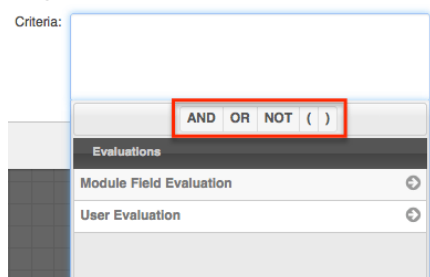 Criteria:
AND OR NOT ( )
Evaluations
Module Field Evaluation
User Evaluation